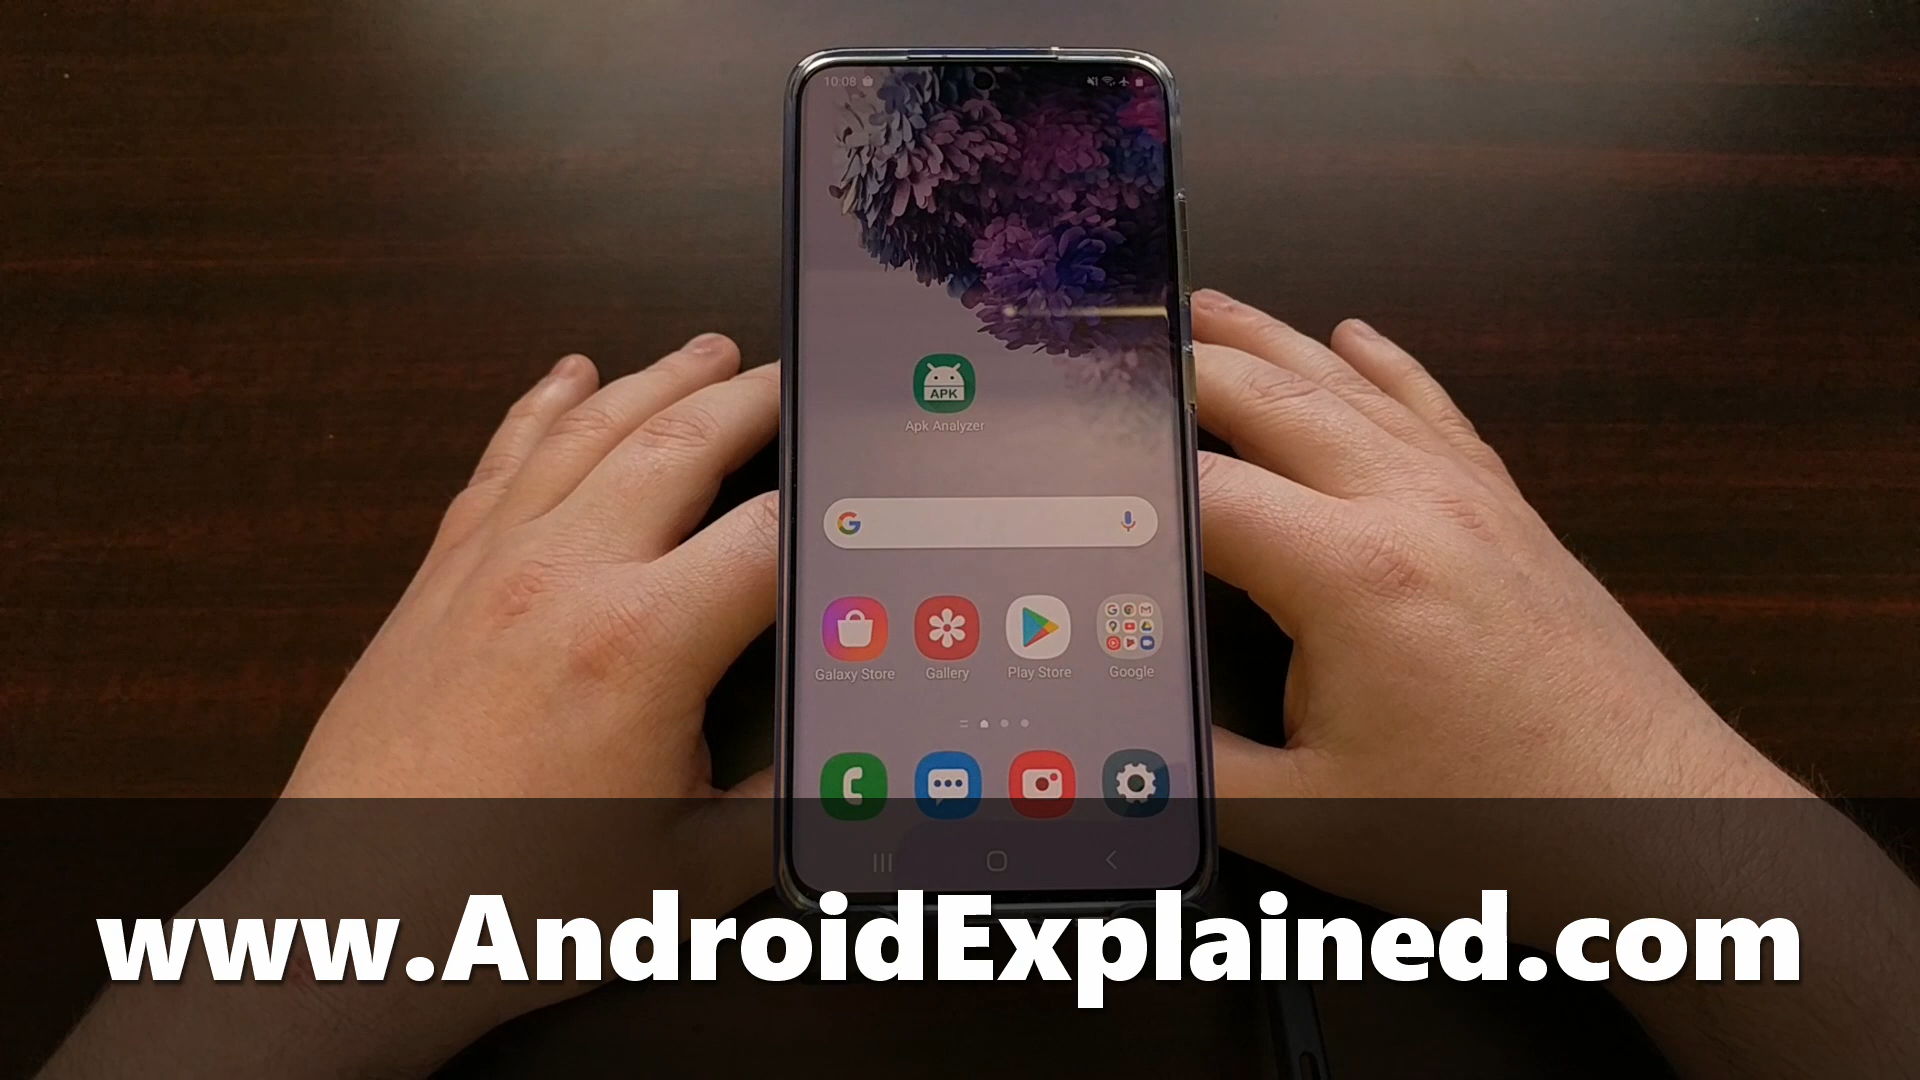 10:08
APK
Apk Analyzer
Galaxy Store
Gallery
Play Store
Google
www.AndroidExplained.com